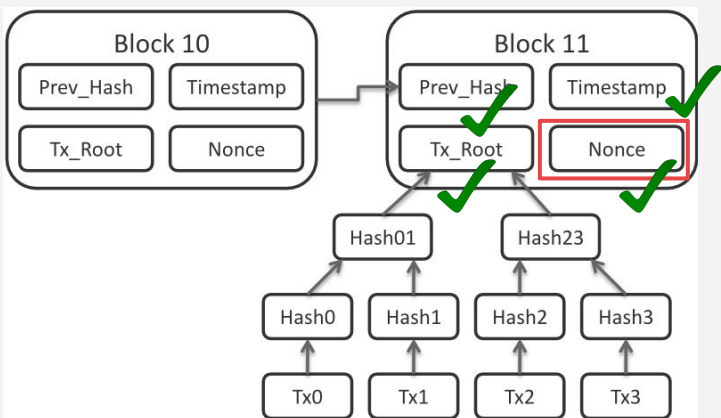 Block 10
Block 11
Prev_Hash
Timestamp
Prev_Hash
Timestamp
Tx_Root
Nonce
Tx_Root
Nonce
Hash01
Hash23
Hash0
Hash1
Hash2
Hash3
Tx0
Tx1
Tx2
Tx3